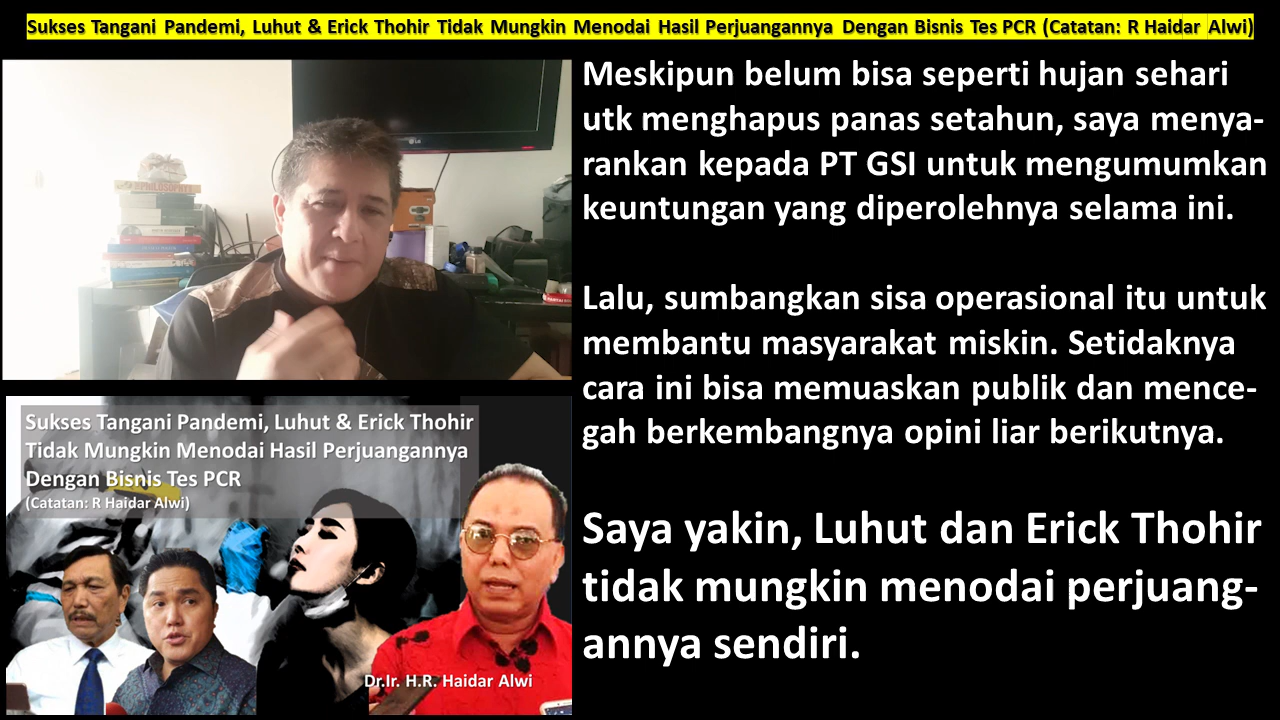 Sukses Tangani Pandemi, Luhut & Erick Thohir Tidak Mungkin Menodai Hasil Perjuangannya Dengan Bisnis Tes PCR (Catatan: R Haidar Alwi)
PHILOSOPHY
LG
Meskipun belum bisa seperti hujan sehari
utk menghapus panas setahun, saya menya-
rankan kepada PT GSI untuk mengumumkan
keuntungan yang diperolehnya selama ini.
Lalu, sumbangkan sisa operasional itu untuk
membantu masyarakat miskin. Setidaknya
cara ini bisa memuaskan publik dan mence-
gah berkembangnya opini liar berikutnya.
Saya yakin, Luhut dan Erick Thohir
tidak mungkin menodai perjuang-
annya sendiri.
Sukses Tangani Pandemi, Luhut & Erick Thohir
Tidak Mungkin Menodai Hasil Perjuangannya
Dengan Bisnis Tes PCR
(Catatan: R Haidar Alwi)
Dr.Ir. H.R. Haidar Alwi